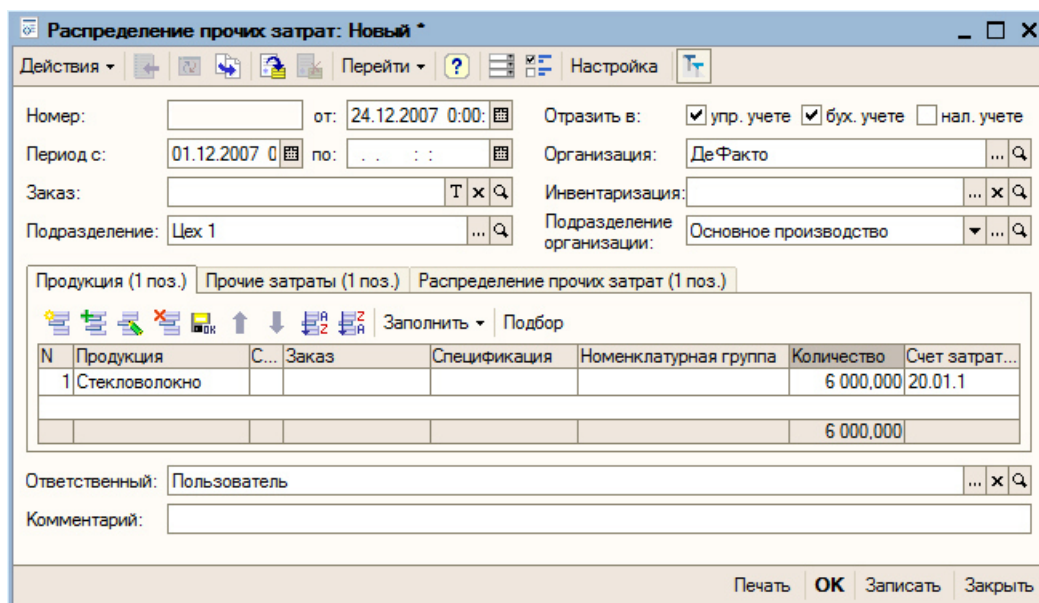 Распределение прочих затрат: Новый *
Действия Перейти ? Настройка
Номер: от: 24.12.2007 0:00: Отразить в: упр. учете бух. учете нал. учете
Период с: 01.12.2007 0 по: . . : : Организация: ДеФакто
Заказ: T Инвентаризация:
Подразделение: Цех 1 Подразделение организации: Основное производство
Продукция (1 поз.) Прочие затраты (1 поз.) Распределение прочих затрат (1 поз.)
Заполнить Подбор
N Продукция С... Заказ Спецификация Номенклатурная группа Количество Счет затрат...
1 Стекловолокно 6 000,000 20.01.1
6 000,000
Ответственный: Пользователь
Комментарий:
Печать OK Записать Закрыть